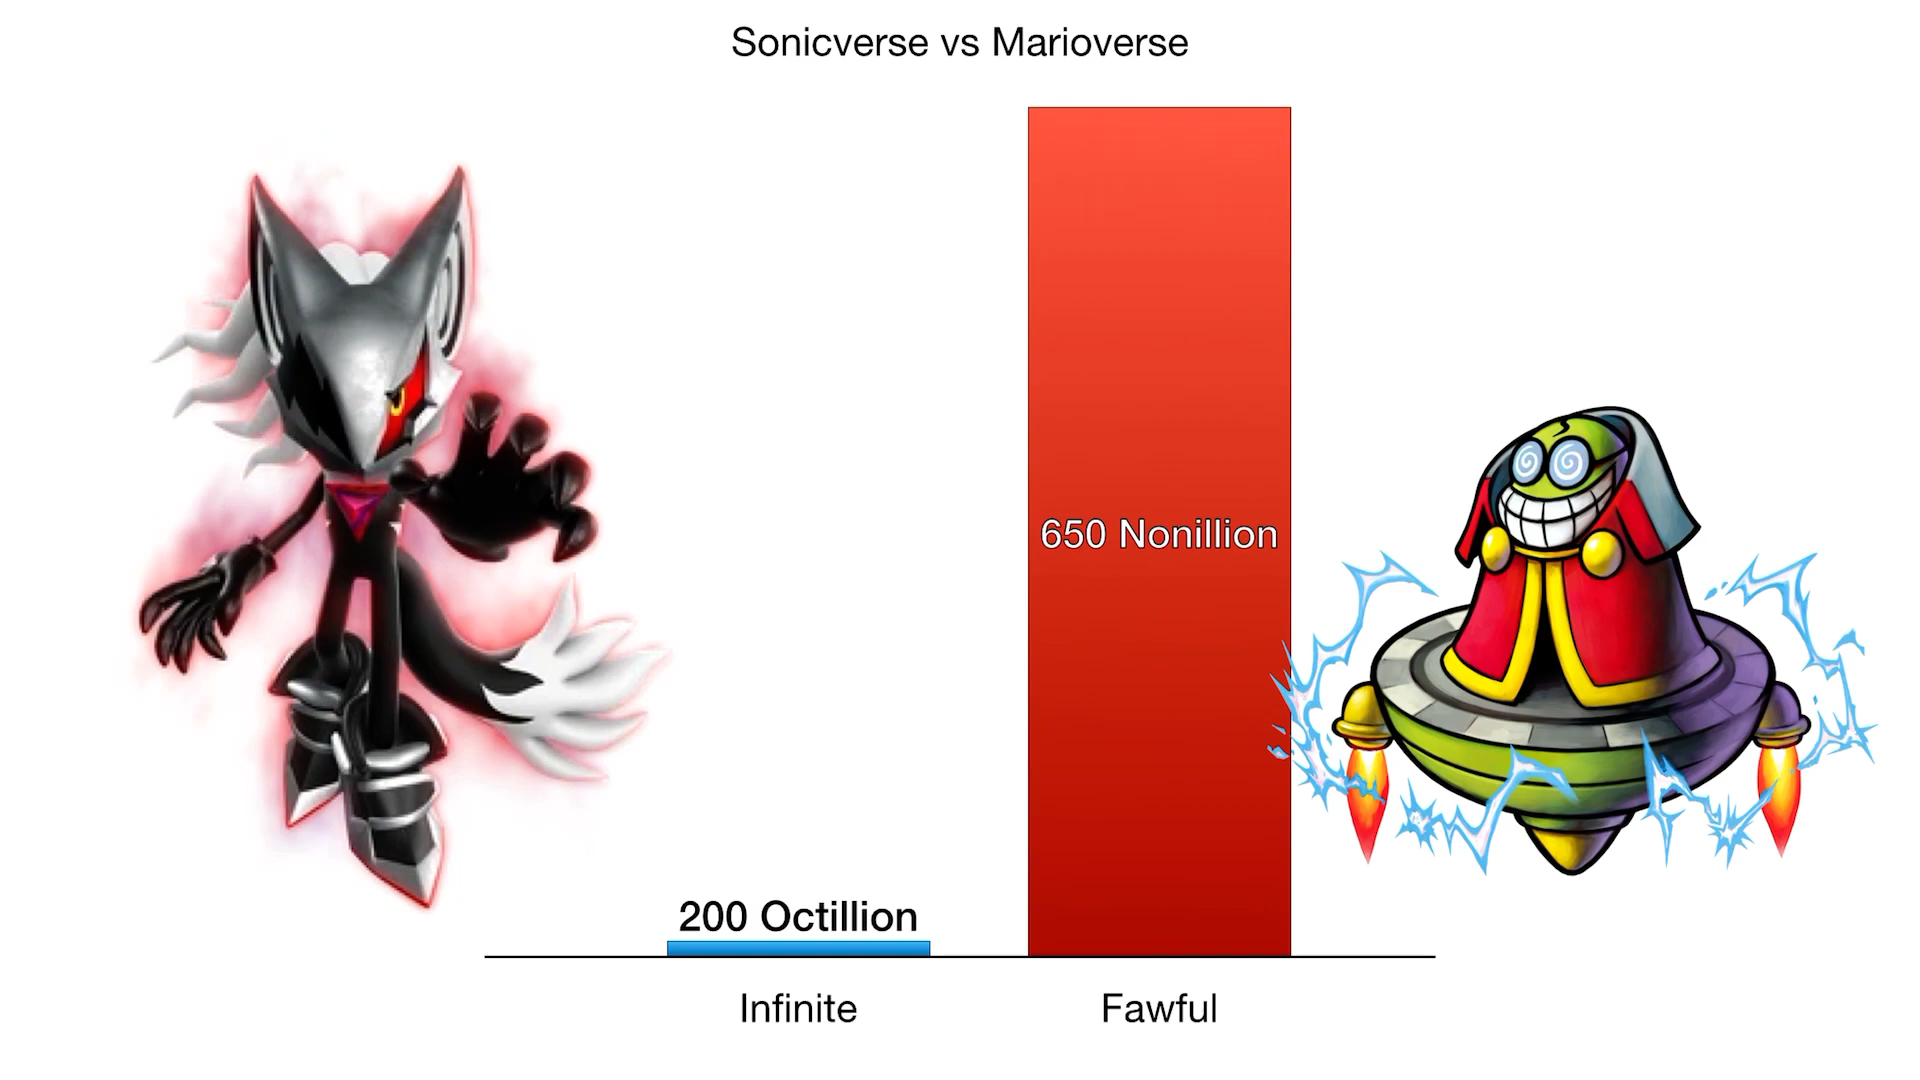 Sonicverse vs Marioverse
650 Nonillion
200 Octillion
Infinite
Fawful